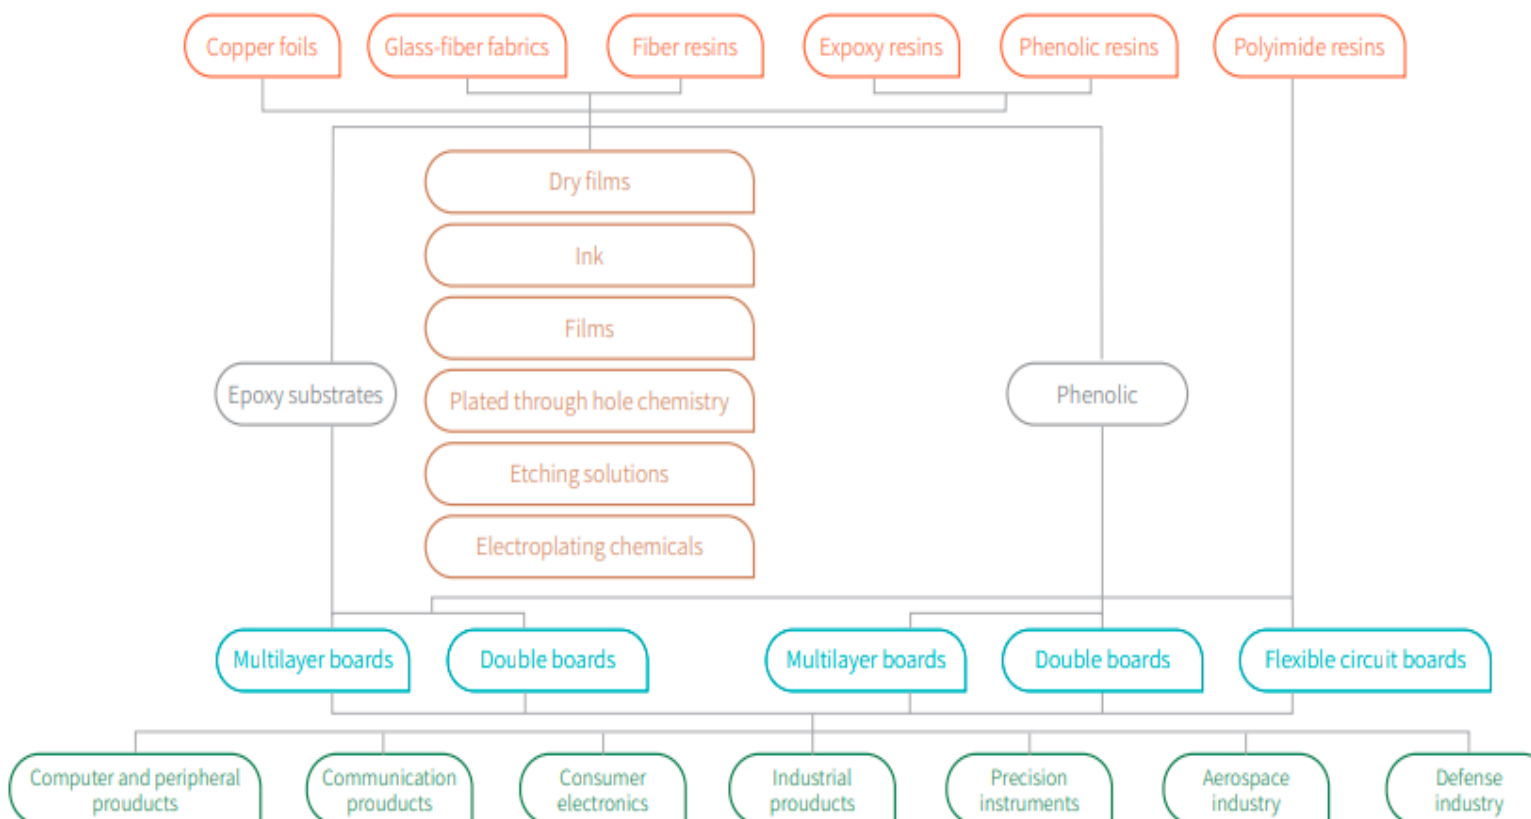 Copper foils
Glass-fiber fabrics
Fiber resins
Expoxy resins
Phenolic resins
Polyimide resins
Dry films
Ink
Films
Epoxy substrates
Plated through hole chemistry
Phenolic
Etching solutions
Electroplating chemicals
Multilayer boards
Double boards
Multilayer boards
Double boards
Flexible circuit boards
Computer and peripheral
prouducts
Communication
prouducts
Consumer
electronics
Industrial
prouducts
Precision
instruments
Aerospace
industry
Defense
industry